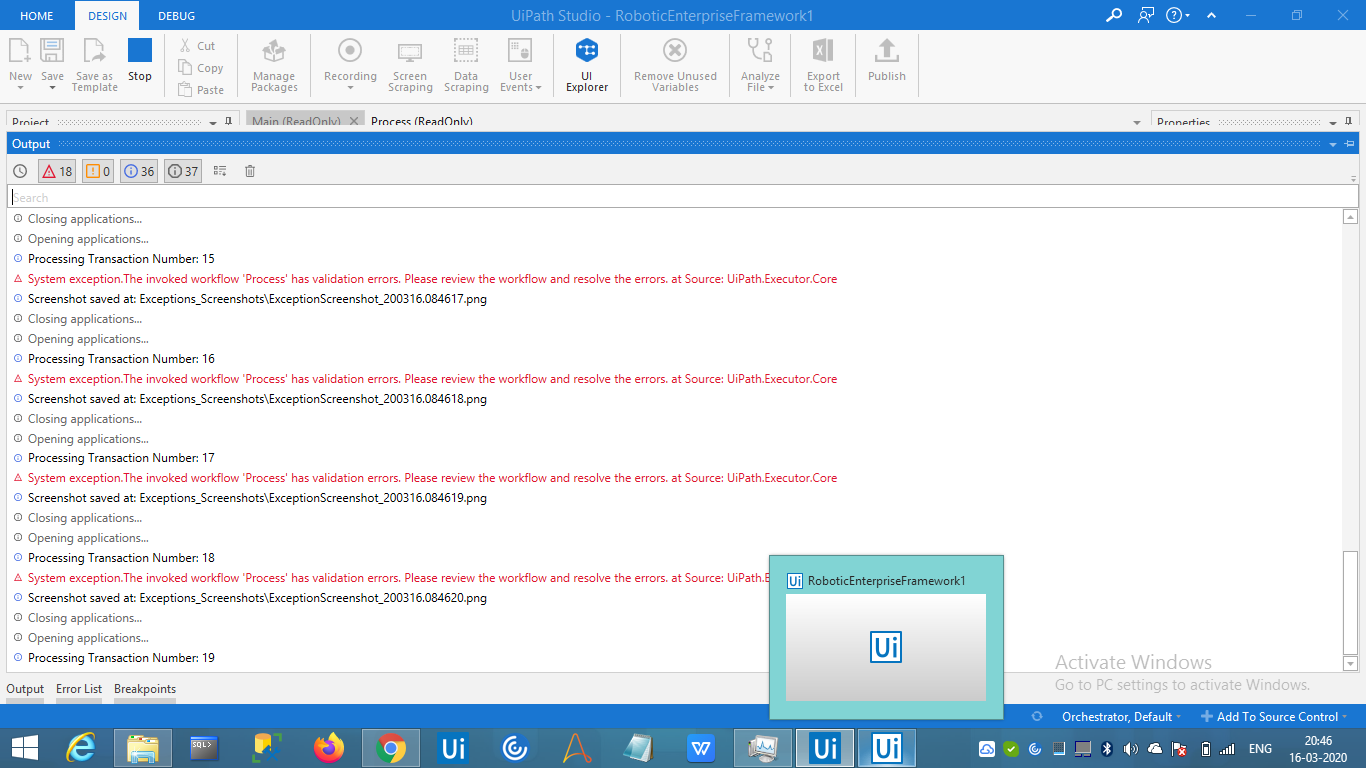 HOME DESIGN DEBUG UiPath Studio - RoboticEnterpriseFramework1
New Save Save as Template Stop Cut Copy Paste Manage Packages Recording Screen Scraping Data Scraping User Events UI Explorer Remove Unused Variables Analyze File Export to Excel Publish
Project Main (ReadOnly) Process (ReadOnly) Properties
Output
18 0 36 37
Search
Closing applications...
Opening applications...
Processing Transaction Number: 15
System exception.The invoked workflow 'Process' has validation errors. Please review the workflow and resolve the errors. at Source: UiPath.Executor.Core
Screenshot saved at: Exceptions_Screenshots\ExceptionScreenshot_200316.084617.png
Closing applications...
Opening applications...
Processing Transaction Number: 16
System exception.The invoked workflow 'Process' has validation errors. Please review the workflow and resolve the errors. at Source: UiPath.Executor.Core
Screenshot saved at: Exceptions_Screenshots\ExceptionScreenshot_200316.084618.png
Closing applications...
Opening applications...
Processing Transaction Number: 17
System exception.The invoked workflow 'Process' has validation errors. Please review the workflow and resolve the errors. at Source: UiPath.Executor.Core
Screenshot saved at: Exceptions_Screenshots\ExceptionScreenshot_200316.084619.png
Closing applications...
Opening applications...
Processing Transaction Number: 18
System exception.The invoked workflow 'Process' has validation errors. Please review the workflow and resolve the errors. at Source: UiPath.E
Screenshot saved at: Exceptions_Screenshots\ExceptionScreenshot_200316.084620.png
Closing applications...
Opening applications...
Processing Transaction Number: 19
Ui RoboticEnterpriseFramework1
Ui
Activate Windows
Go to PC settings to activate Windows.
Output Error List Breakpoints
Orchestrator, Default Add To Source Control
SQL> Ui W Ui Ui ENG 20:46
16-03-2020